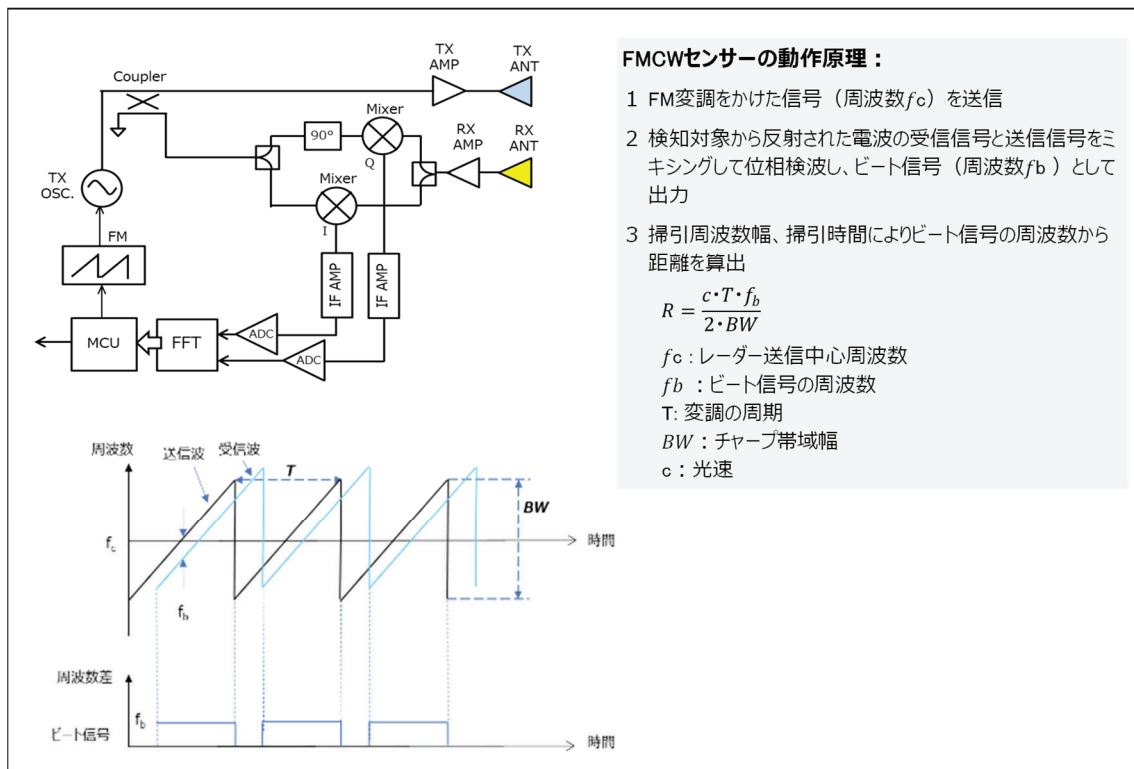 TX
AMP
TX
ANT
Coupler
Mixer
90°
Q
RX
AMP
RX
ANT
TX
OSC.
Mixer
I
FM
IF AMP
IF AMP
MCU
FFT
ADC
ADC
FMCWセンサーの動作原理：
1 FM変調をかけた信号（周波数fc）を送信
2 検知対象から反射された電波の受信信号と送信信号をミ
キシングして位相検波し、ビート信号（周波数fb ）として
出力
3 掃引周波数幅、掃引時間によりビート信号の周波数から
距離を算出
R = c・T・f_b / 2・BW
fc：レーダー送信中心周波数
fb ：ビート信号の周波数
T: 変調の周期
BW：チャープ帯域幅
c：光速
周波数
送信波
受信波
T
BW
f_c
時間
f_b
周波数差
f_b
ビート信号
時間